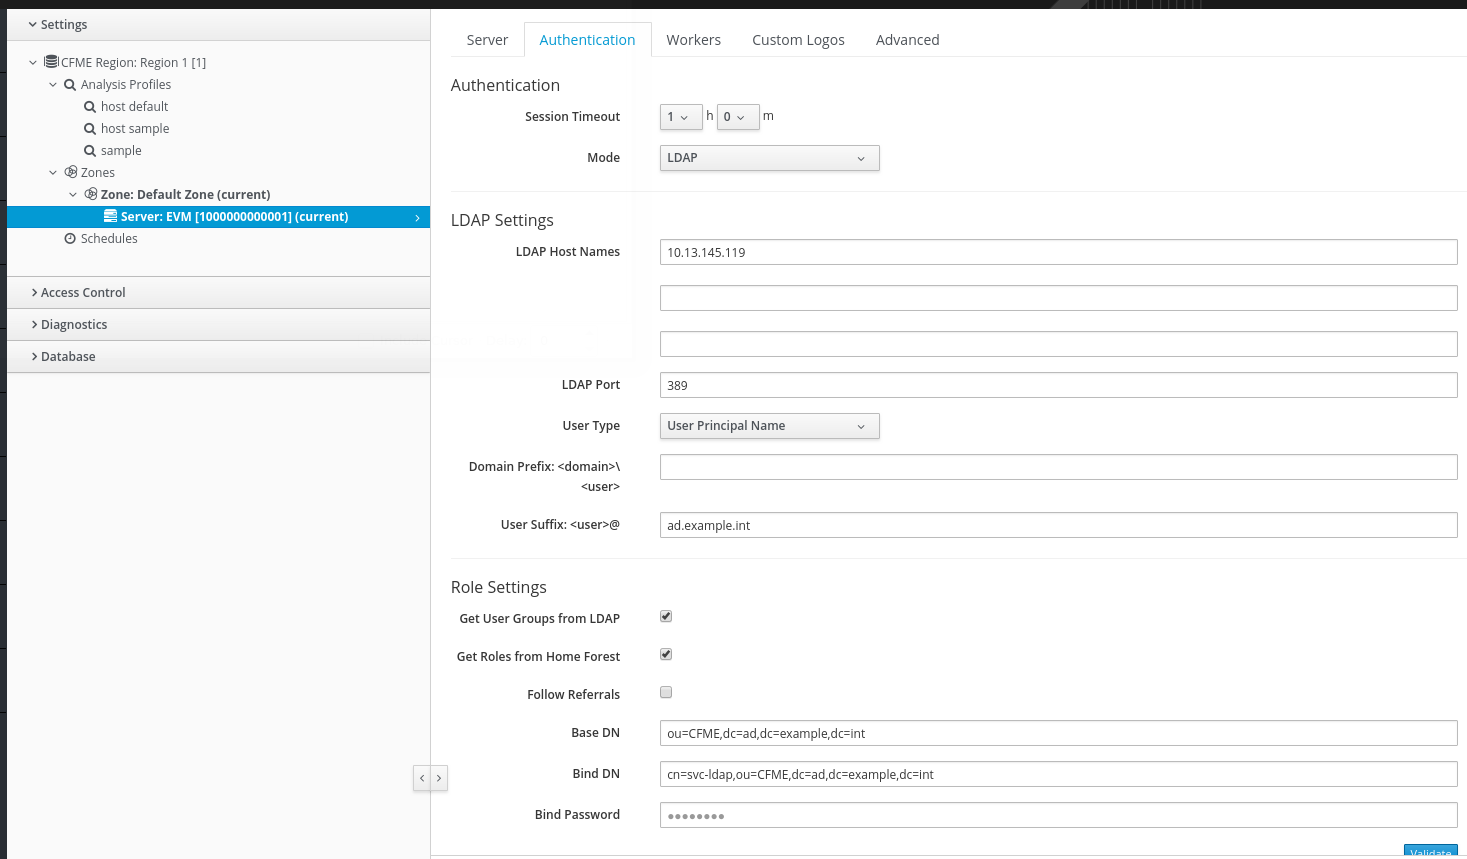 Settings
CFME Region: Region 1 [1]
Analysis Profiles
host default
host sample
sample
Zones
Zone: Default Zone (current)
Server: EVM [1000000000001] (current)
Schedules
Access Control
Diagnostics
Database
Server Authentication Workers Custom Logos Advanced
Authentication
Session Timeout 1 h 0 m
Mode LDAP
LDAP Settings
LDAP Host Names 10.13.145.119
LDAP Port 389
User Type User Principal Name
Domain Prefix: <domain>\
<user>
User Suffix: <user>@ ad.example.int
Role Settings
Get User Groups from LDAP
Get Roles from Home Forest
Follow Referrals
Base DN ou=CFME,dc=ad,dc=example,dc=int
Bind DN cn=svc-ldap,ou=CFME,dc=ad,dc=example,dc=int
Bind Password ●●●●●●●●
Validate